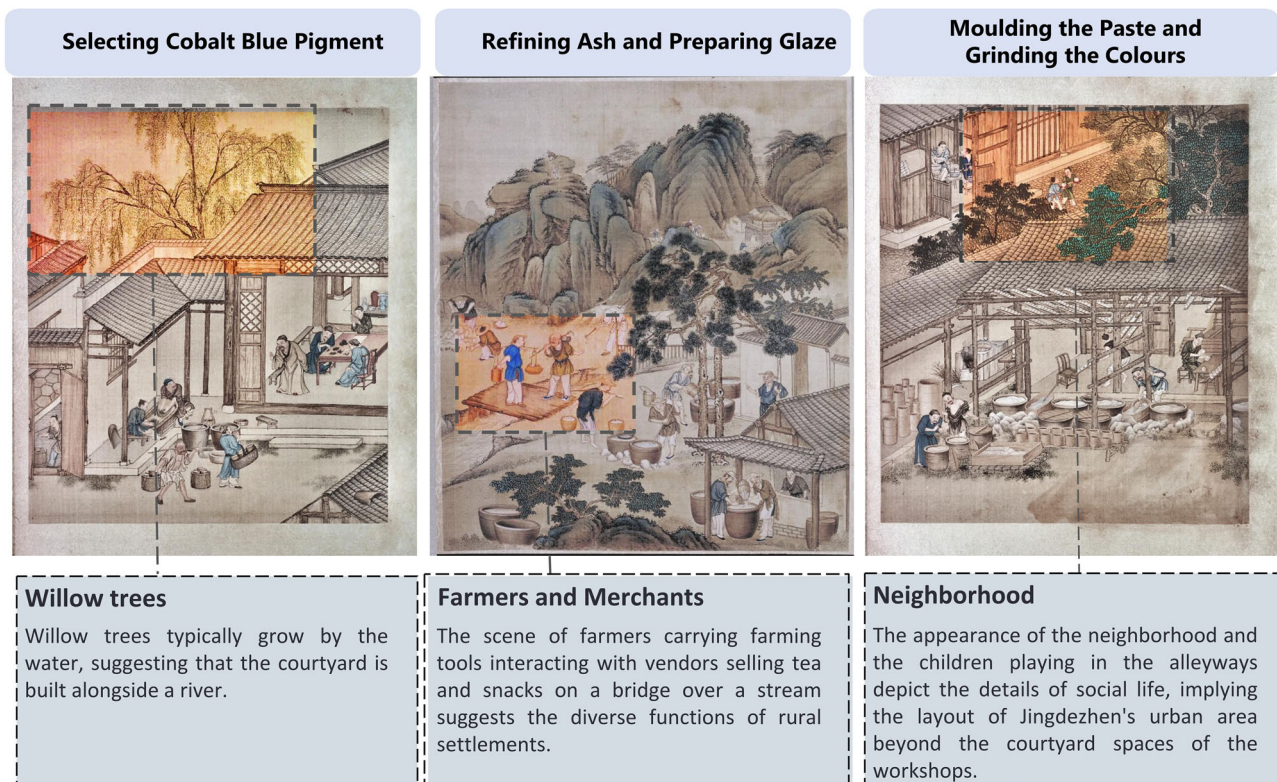 Selecting Cobalt Blue Pigment
Refining Ash and Preparing Glaze
Moulding the Paste and
Grinding the Colours
Willow trees
Willow trees typically grow by the
water, suggesting that the courtyard is
built alongside a river.
Farmers and Merchants
The scene of farmers carrying farming
tools interacting with vendors selling tea
and snacks on a bridge over a stream
suggests the diverse functions of rural
settlements.
Neighborhood
The appearance of the neighborhood and
the children playing in the alleyways
depict the details of social life, implying
the layout of Jingdezhen's urban area
beyond the courtyard spaces of the
workshops.